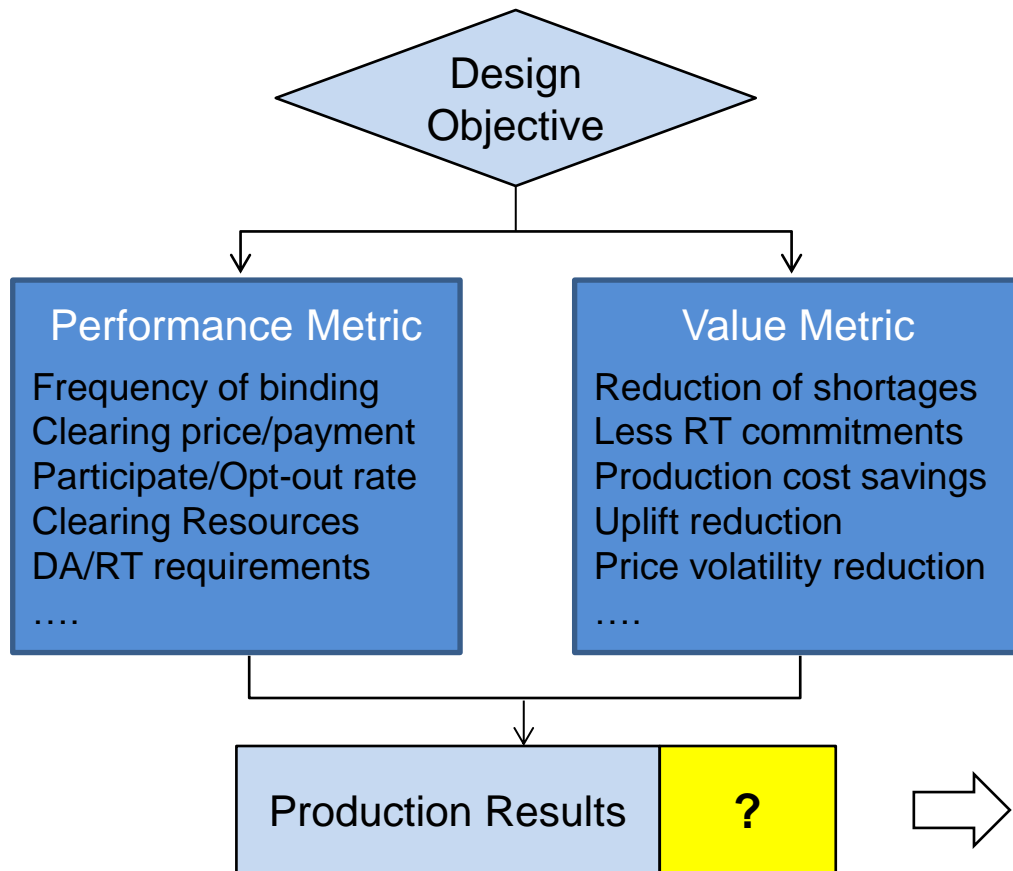 Design
Objective
Performance Metric
Frequency of binding
Clearing price/payment
Participate/Opt-out rate
Clearing Resources
DA/RT requirements
….
Value Metric
Reduction of shortages
Less RT commitments
Production cost savings
Uplift reduction
Price volatility reduction
….
Production Results
?